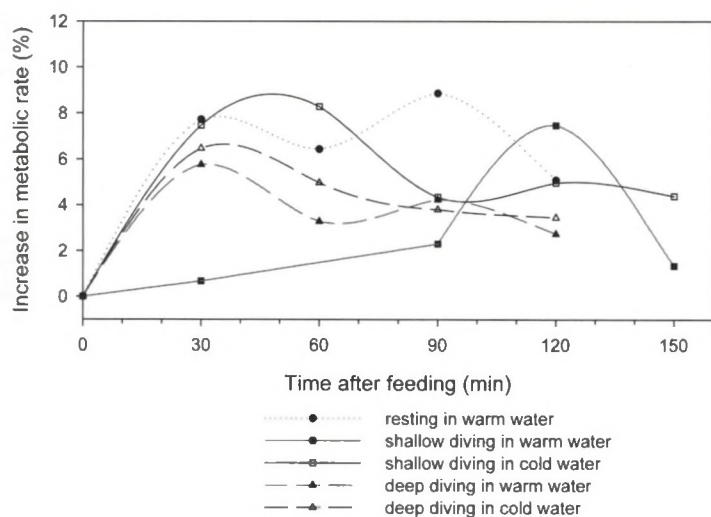 Increase in metabolic rate (%)
12
10
8
6
4
2
0
0 30 60 90 120 150
Time after feeding (min)
resting in warm water
shallow diving in warm water
shallow diving in cold water
deep diving in warm water
deep diving in cold water